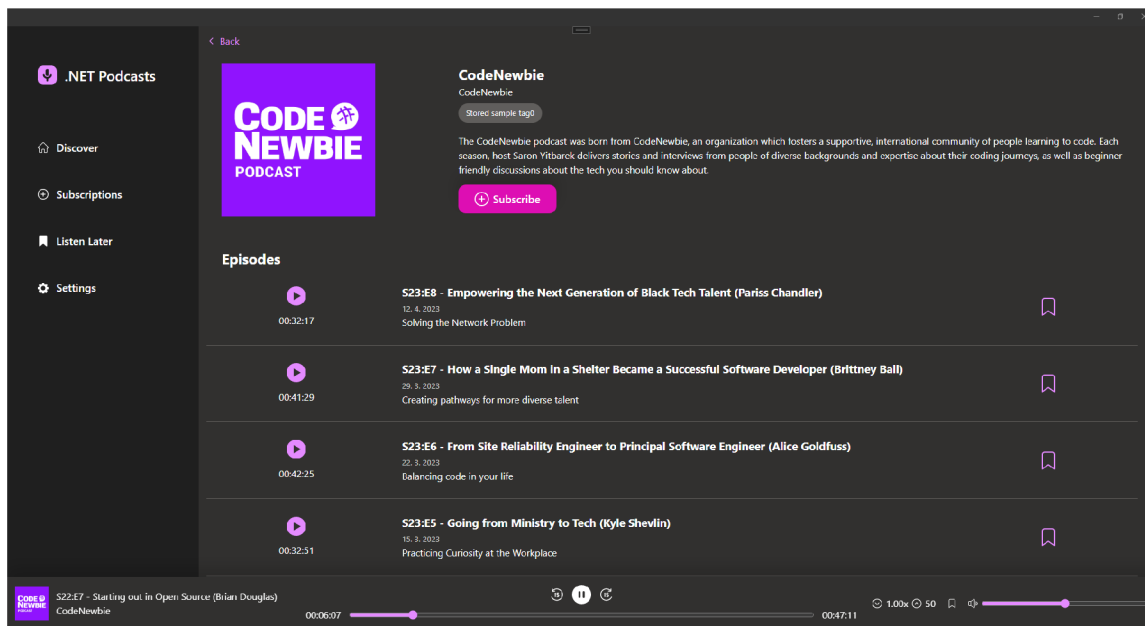 Back
.NET Podcasts
Discover
Subscriptions
Listen Later
Settings
CODE
NEWBIE
PODCAST
CodeNewbie
CodeNewbie
Stored sample tag0
The CodeNewbie podcast was born from CodeNewbie, an organization which fosters a supportive, international community of people learning to code. Each
season, host Saron Yitbarek delivers stories and interviews from people of diverse backgrounds and expertise about their coding journeys, as well as beginner
friendly discussions about the tech you should know about.
Subscribe
Episodes
S23:E8 - Empowering the Next Generation of Black Tech Talent (Pariss Chandler)
12. 4. 2023
Solving the Network Problem
00:32:17
S23:E7 - How a Single Mom in a Shelter Became a Successful Software Developer (Brittney Ball)
29. 3. 2023
Creating pathways for more diverse talent
00:41:29
S23:E6 - From Site Reliability Engineer to Principal Software Engineer (Alice Goldfuss)
22. 3. 2023
Balancing code in your life
00:42:25
S23:E5 - Going from Ministry to Tech (Kyle Shevlin)
15. 3. 2023
Practicing Curiosity at the Workplace
00:32:51
CODE
NEWBIE
S22:E7 - Starting out in Open Source (Brian Douglas)
CodeNewbie
15
15
00:06:07
00:47:11
1.00x
50